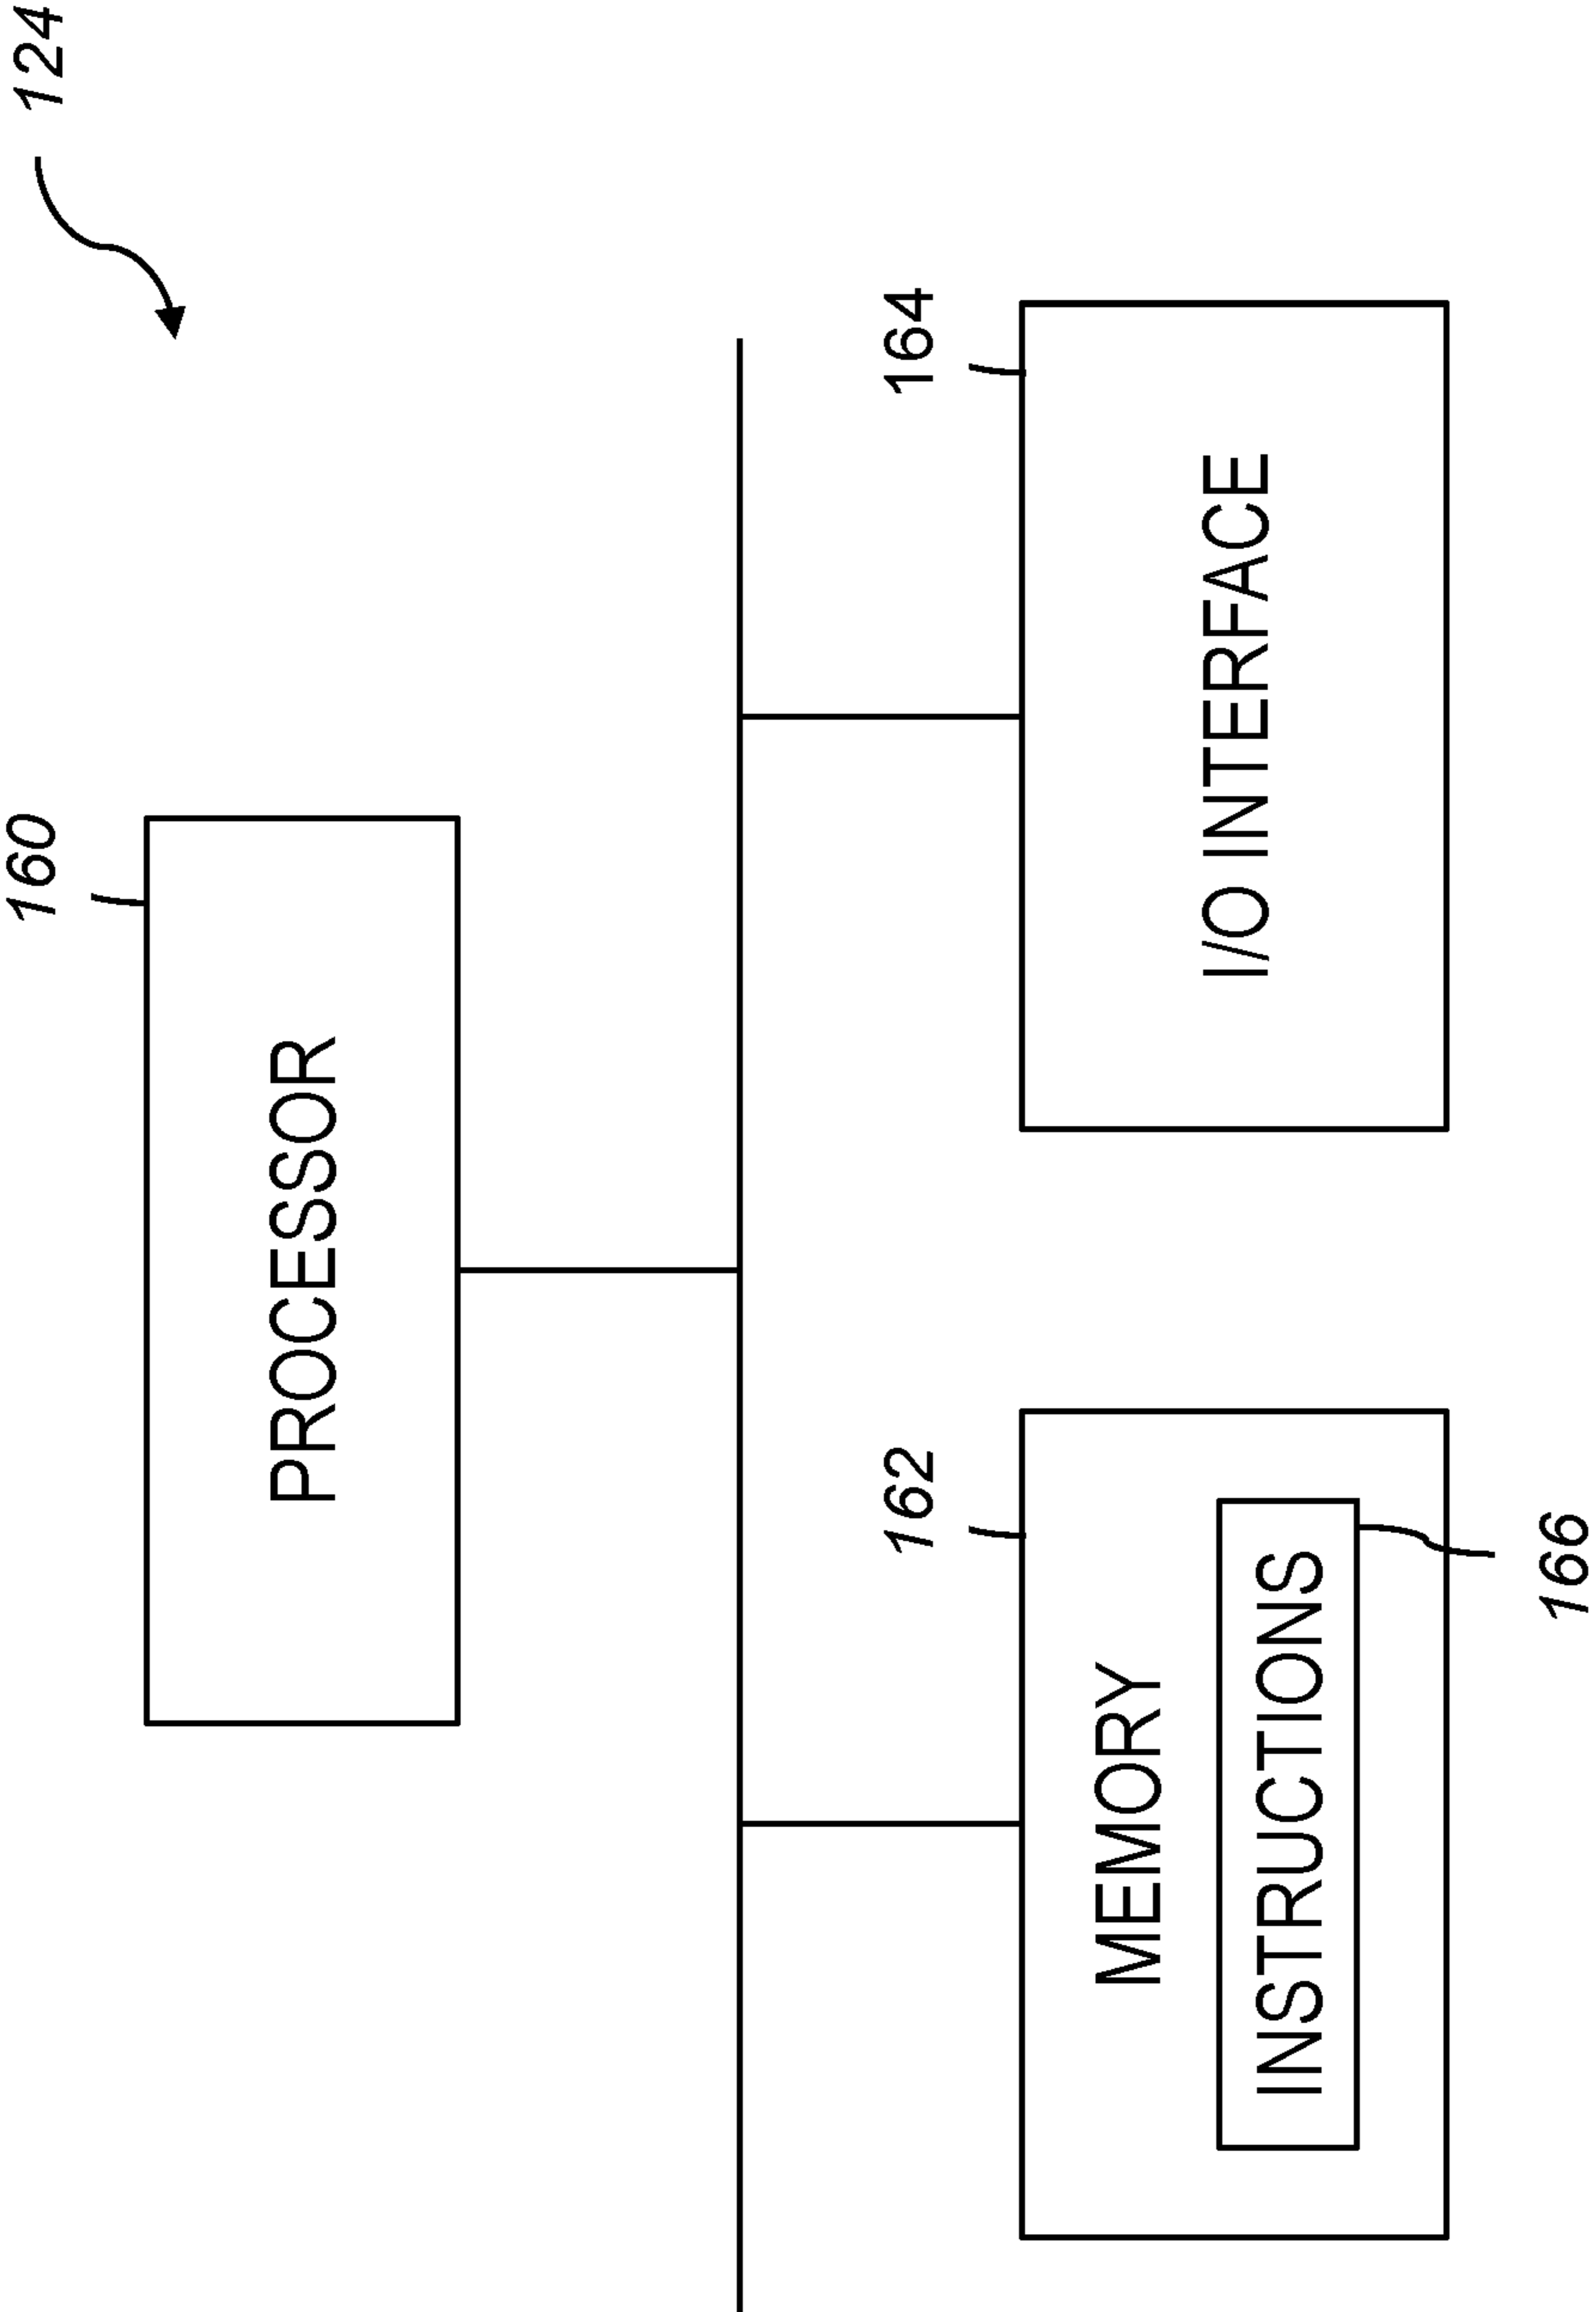 124
160
PROCESSOR
162
164
MEMORY
I/O INTERFACE
INSTRUCTIONS
166